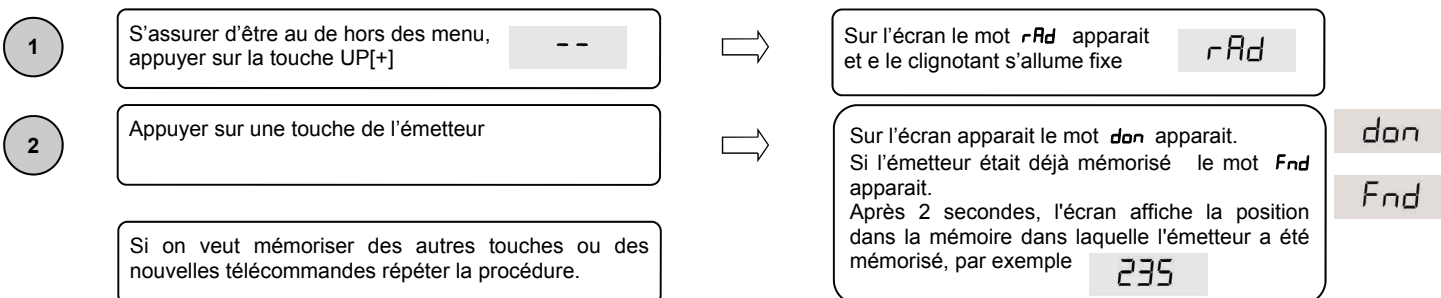 1
S'assurer d'être au de hors des menu,
appuyer sur la touche UP[+]
--
Sur l'écran le mot rAd apparait
et e le clignotant s'allume fixe
rAd
2
Appuyer sur une touche de l'émetteur
Sur l'écran apparait le mot don apparait.
Si l'émetteur était déjà mémorisé le mot Fnd
apparait.
Après 2 secondes, l'écran affiche la position
dans la mémoire dans laquelle l'émetteur a été
mémorisé, par exemple 235
don
Fnd
Si on veut mémoriser des autres touches ou des
nouvelles télécommandes répéter la procédure.